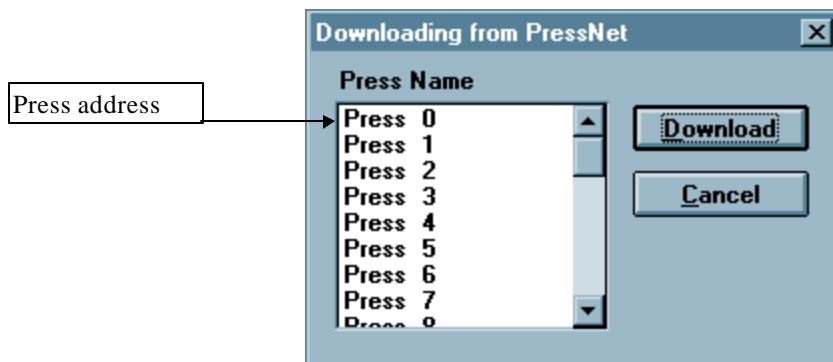 Downloading from PressNet
Press Name
Press address
Press 0
Press 1
Press 2
Press 3
Press 4
Press 5
Press 6
Press 7
Press
Download
Cancel